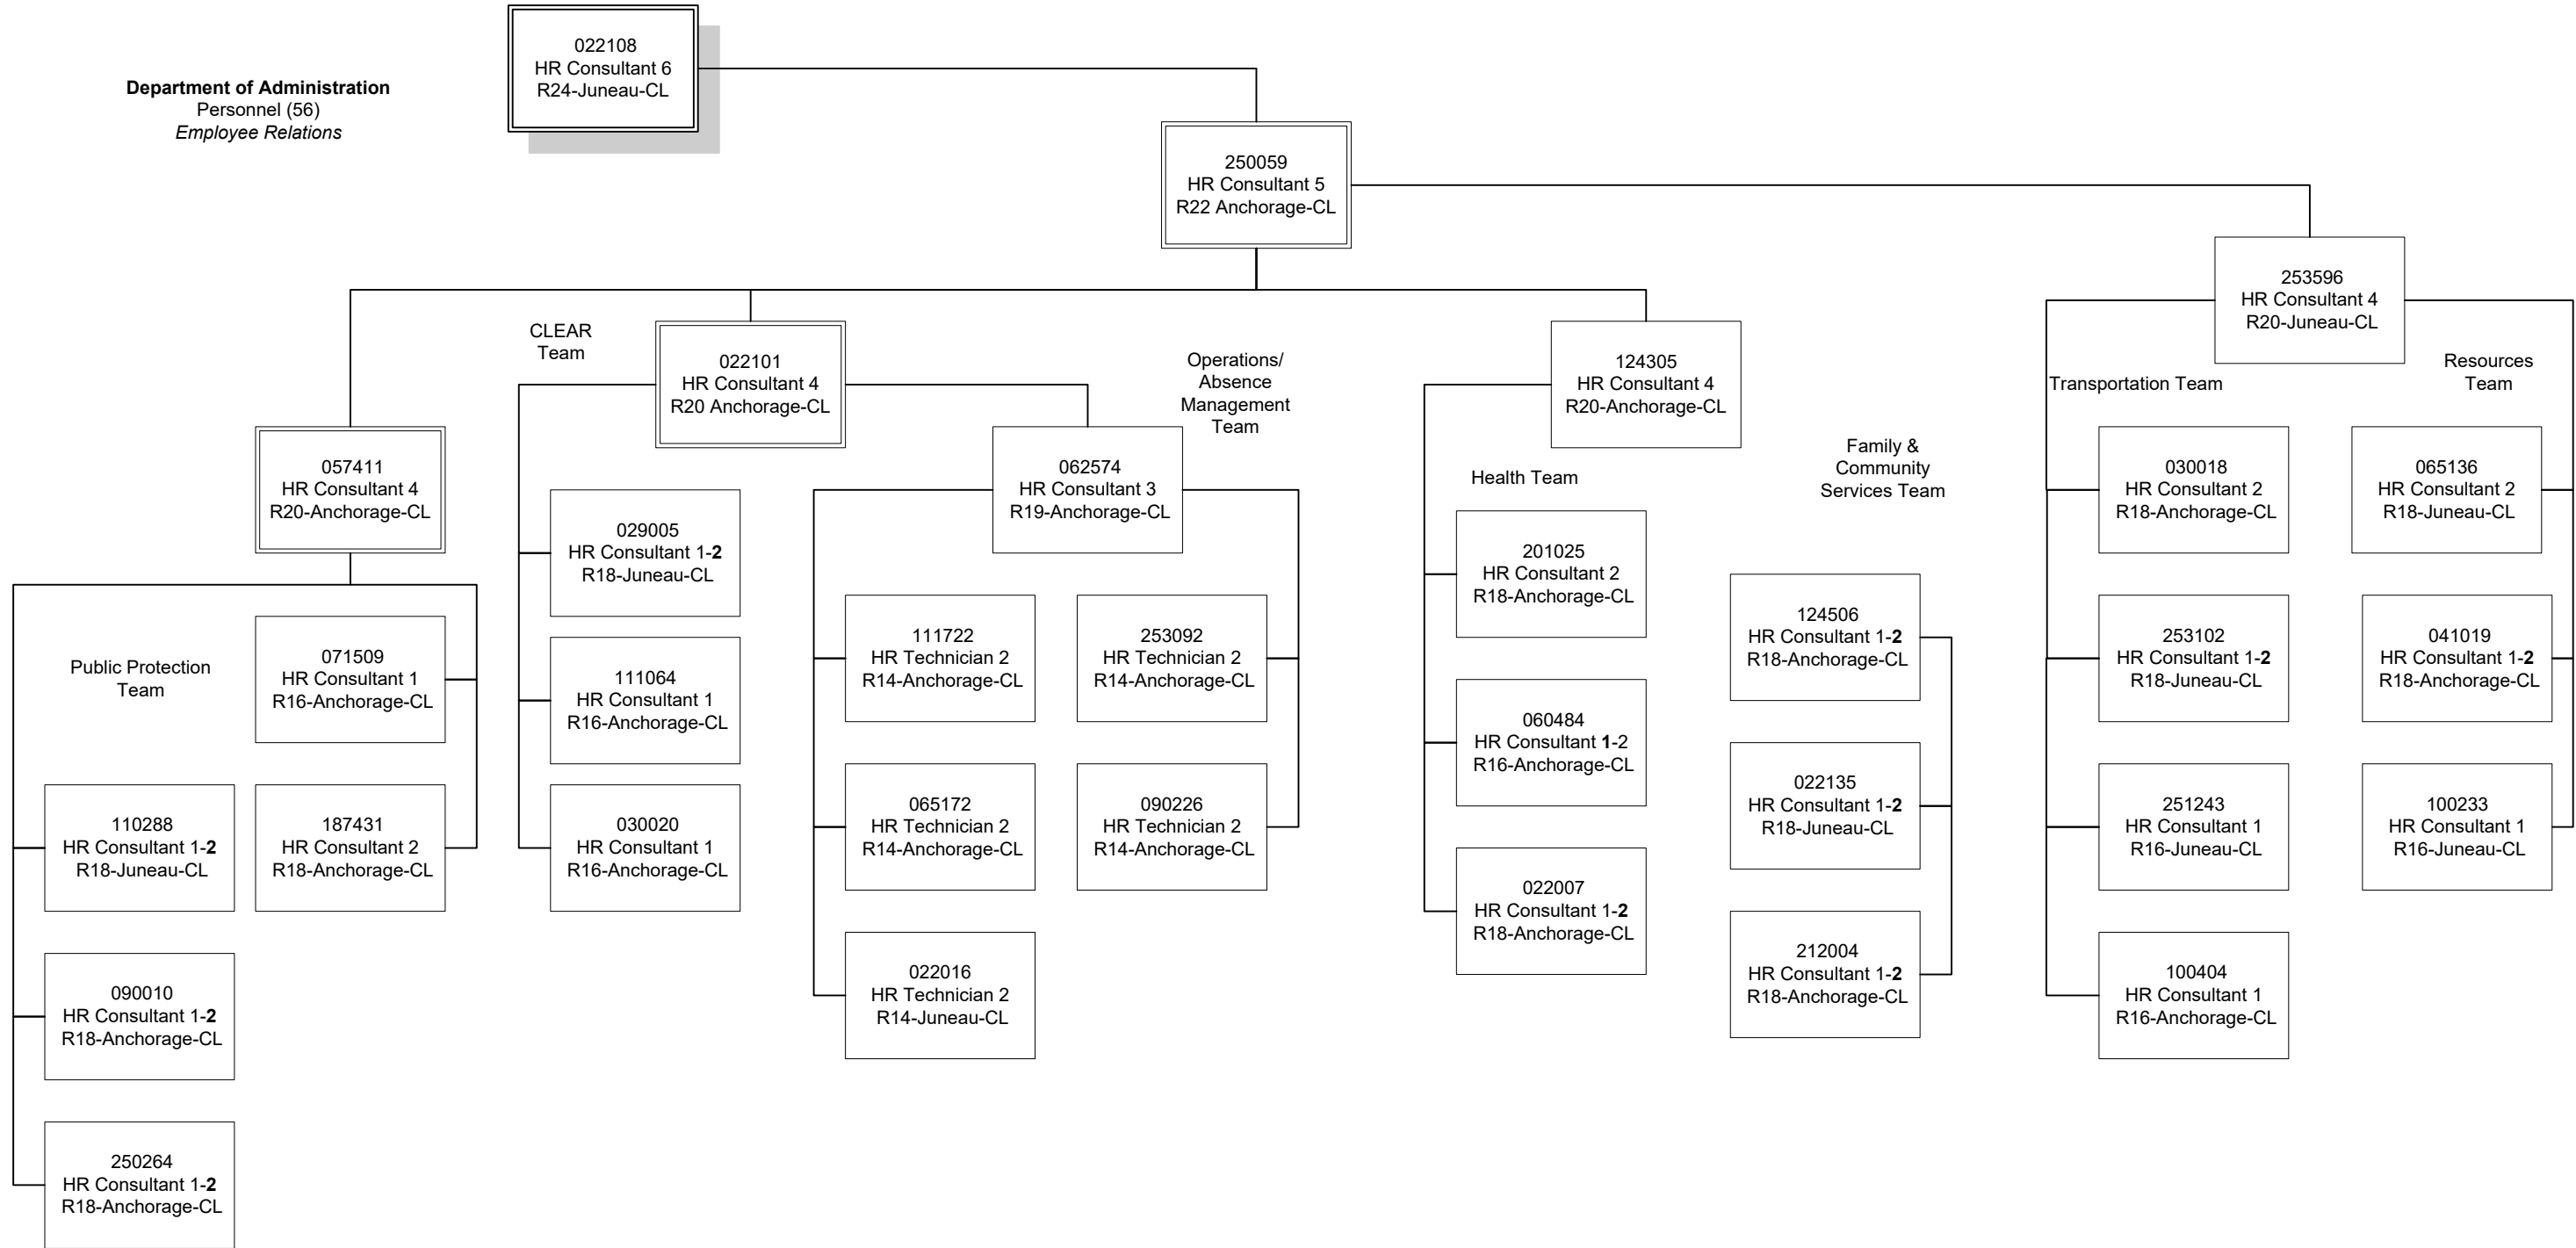 Department of Administration
Personnel (56)
Employee Relations
022108
HR Consultant 6
R24-Juneau-CL
250059
HR Consultant 5
R22 Anchorage-CL
253596
HR Consultant 4
R20-Juneau-CL
057411
HR Consultant 4
R20-Anchorage-CL
Public Protection
Team
071509
HR Consultant 1
R16-Anchorage-CL
187431
HR Consultant 2
R18-Anchorage-CL
110288
HR Consultant 1-2
R18-Juneau-CL
090010
HR Consultant 1-2
R18-Anchorage-CL
250264
HR Consultant 1-2
R18-Anchorage-CL
CLEAR
Team
022101
HR Consultant 4
R20 Anchorage-CL
029005
HR Consultant 1-2
R18-Juneau-CL
111064
HR Consultant 1
R16-Anchorage-CL
030020
HR Consultant 1
R16-Anchorage-CL
Operations/
Absence
Management
Team
062574
HR Consultant 3
R19-Anchorage-CL
111722
HR Technician 2
R14-Anchorage-CL
253092
HR Technician 2
R14-Anchorage-CL
065172
HR Technician 2
R14-Anchorage-CL
090226
HR Technician 2
R14-Anchorage-CL
022016
HR Technician 2
R14-Juneau-CL
124305
HR Consultant 4
R20-Anchorage-CL
Health Team
201025
HR Consultant 2
R18-Anchorage-CL
060484
HR Consultant 1-2
R16-Anchorage-CL
022007
HR Consultant 1-2
R18-Anchorage-CL
Family &
Community
Services Team
124506
HR Consultant 1-2
R18-Anchorage-CL
022135
HR Consultant 1-2
R18-Juneau-CL
212004
HR Consultant 1-2
R18-Anchorage-CL
Transportation Team
030018
HR Consultant 2
R18-Anchorage-CL
253102
HR Consultant 1-2
R18-Juneau-CL
251243
HR Consultant 1
R16-Juneau-CL
100404
HR Consultant 1
R16-Anchorage-CL
Resources
Team
065136
HR Consultant 2
R18-Juneau-CL
041019
HR Consultant 1-2
R18-Anchorage-CL
100233
HR Consultant 1
R16-Juneau-CL